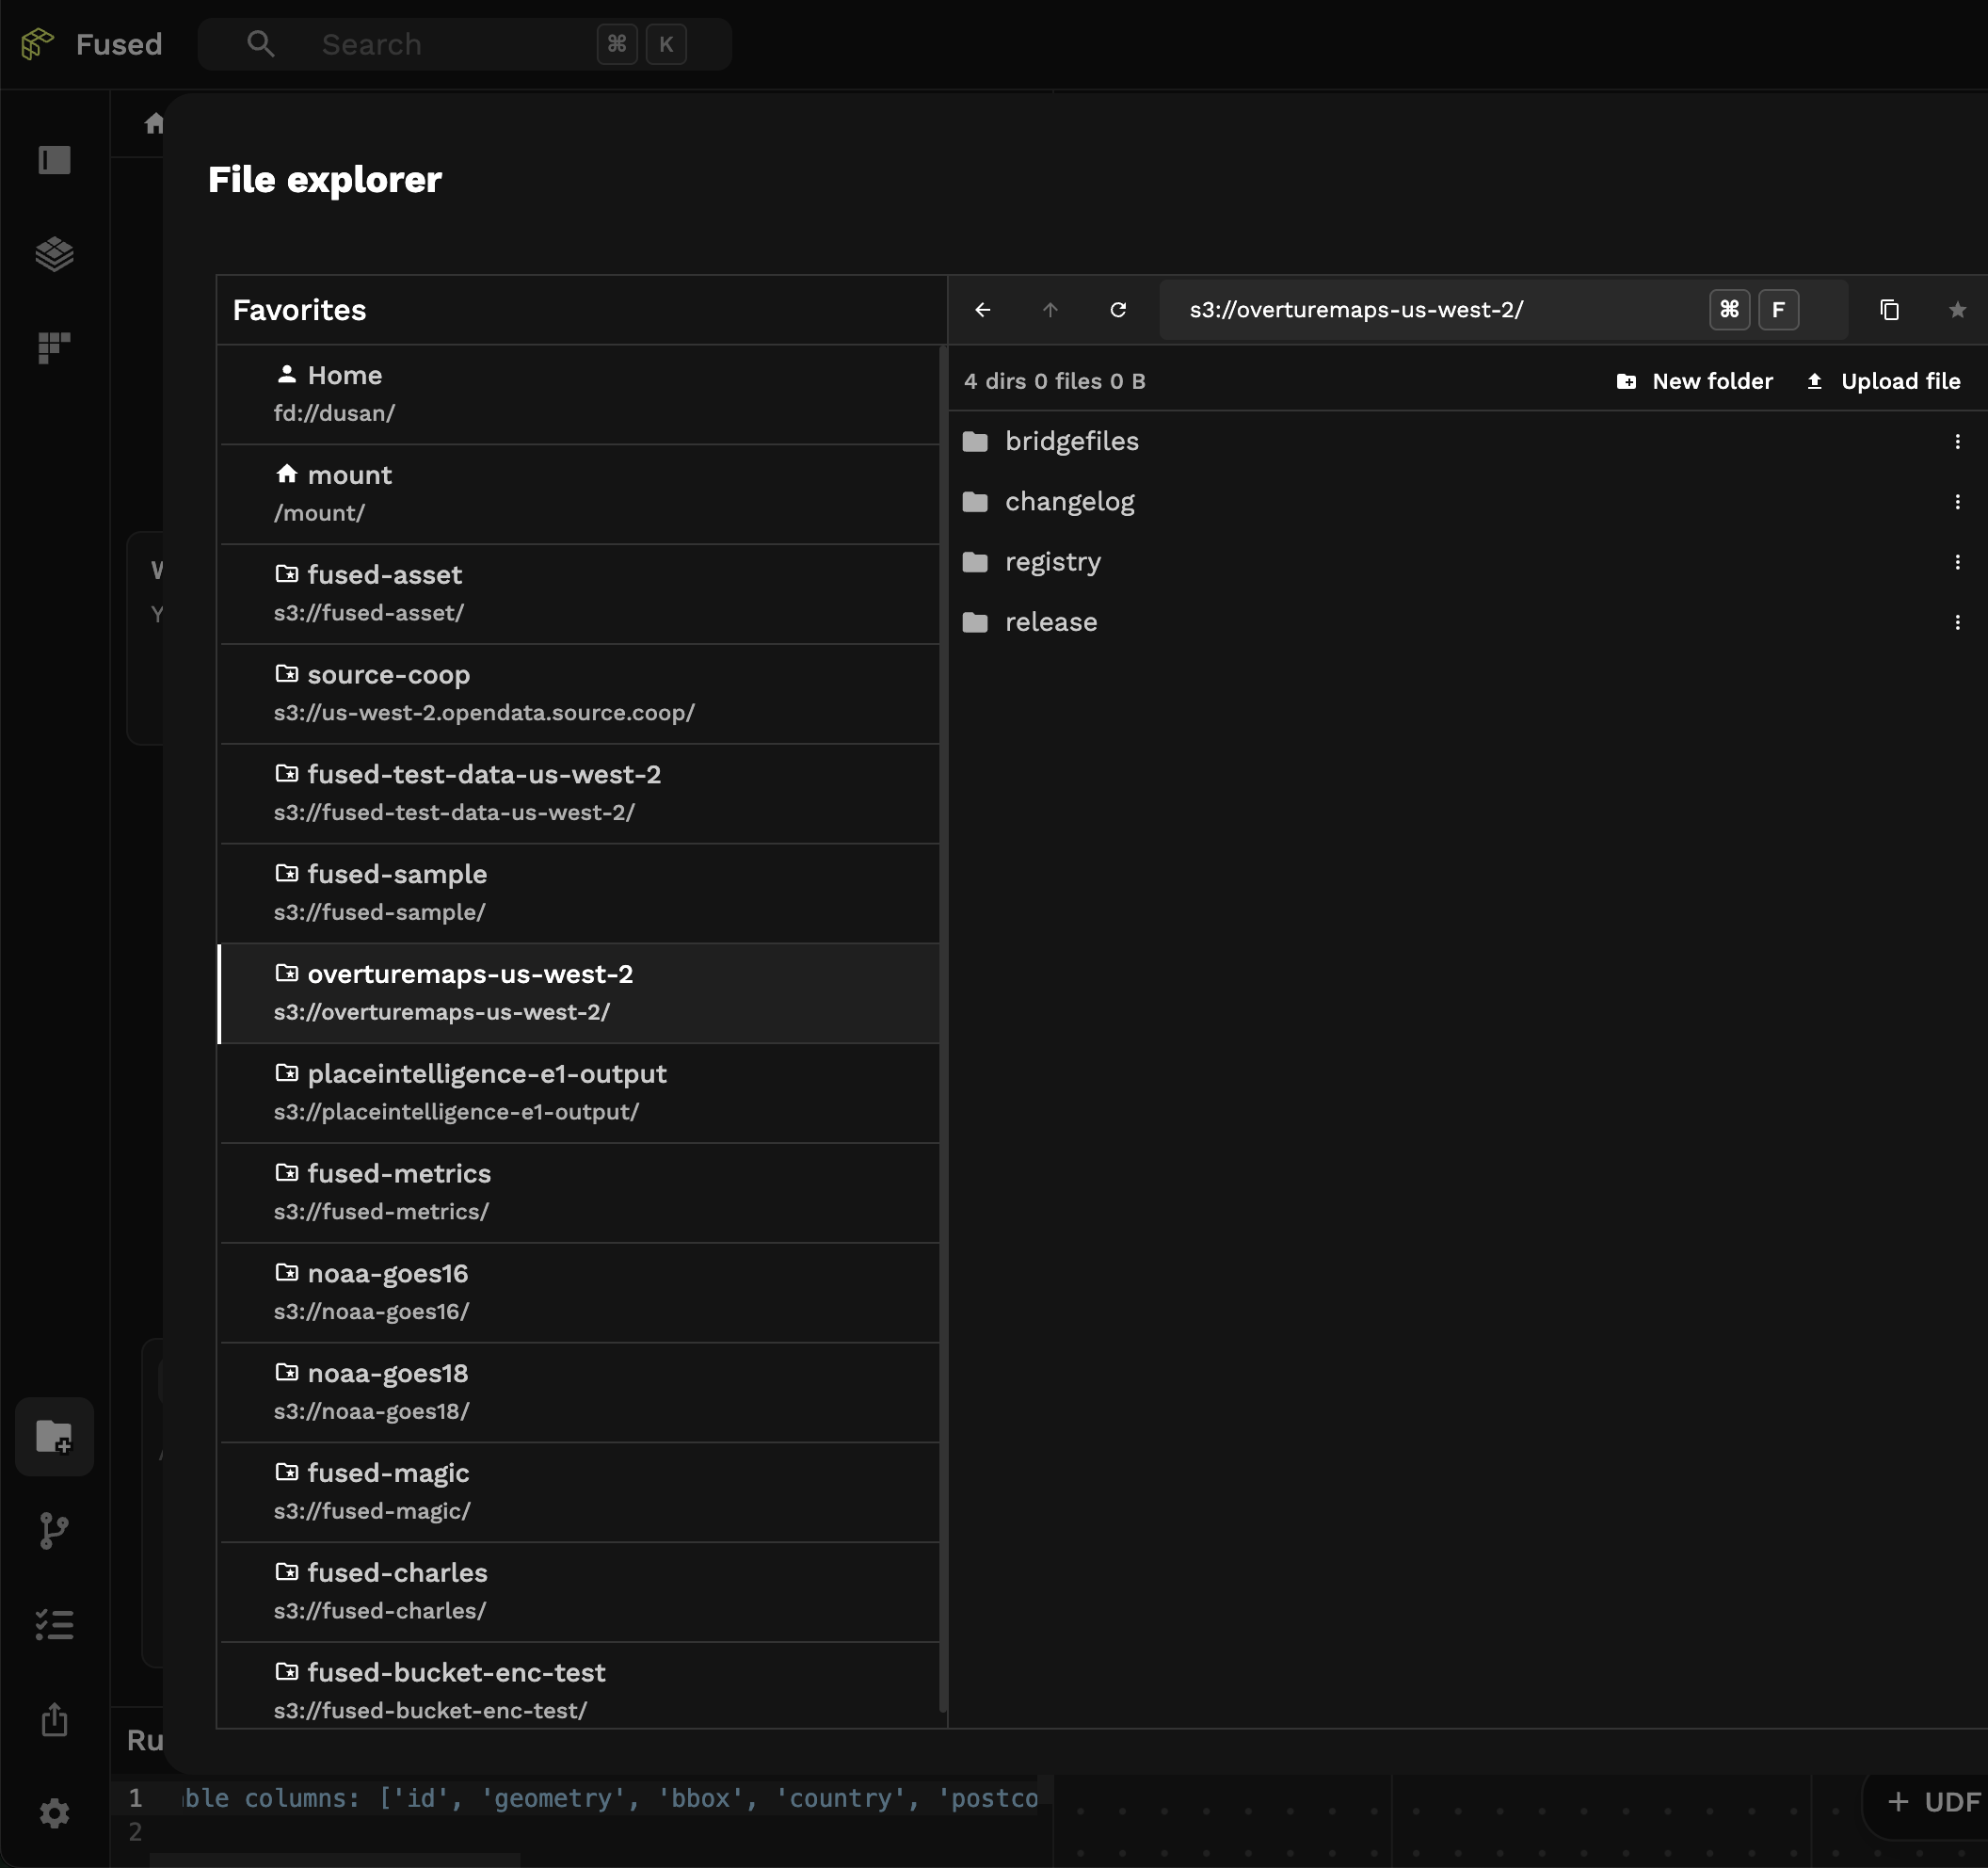 Fused
Search
⌘ K
File explorer
Favorites
Home
fd://dusan/
mount
/mount/
fused-asset
s3://fused-asset/
source-coop
s3://us-west-2.opendata.source.coop/
fused-test-data-us-west-2
s3://fused-test-data-us-west-2/
fused-sample
s3://fused-sample/
overturemaps-us-west-2
s3://overturemaps-us-west-2/
placeintelligence-e1-output
s3://placeintelligence-e1-output/
fused-metrics
s3://fused-metrics/
noaa-goes16
s3://noaa-goes16/
noaa-goes18
s3://noaa-goes18/
fused-magic
s3://fused-magic/
fused-charles
s3://fused-charles/
fused-bucket-enc-test
s3://fused-bucket-enc-test/
s3://overturemaps-us-west-2/
⌘ F
4 dirs 0 files 0 B
New folder
Upload file
bridgefiles
changelog
registry
release
Ru
1 ble columns: ['id', 'geometry', 'bbox', 'country', 'postco
2
+ UDF